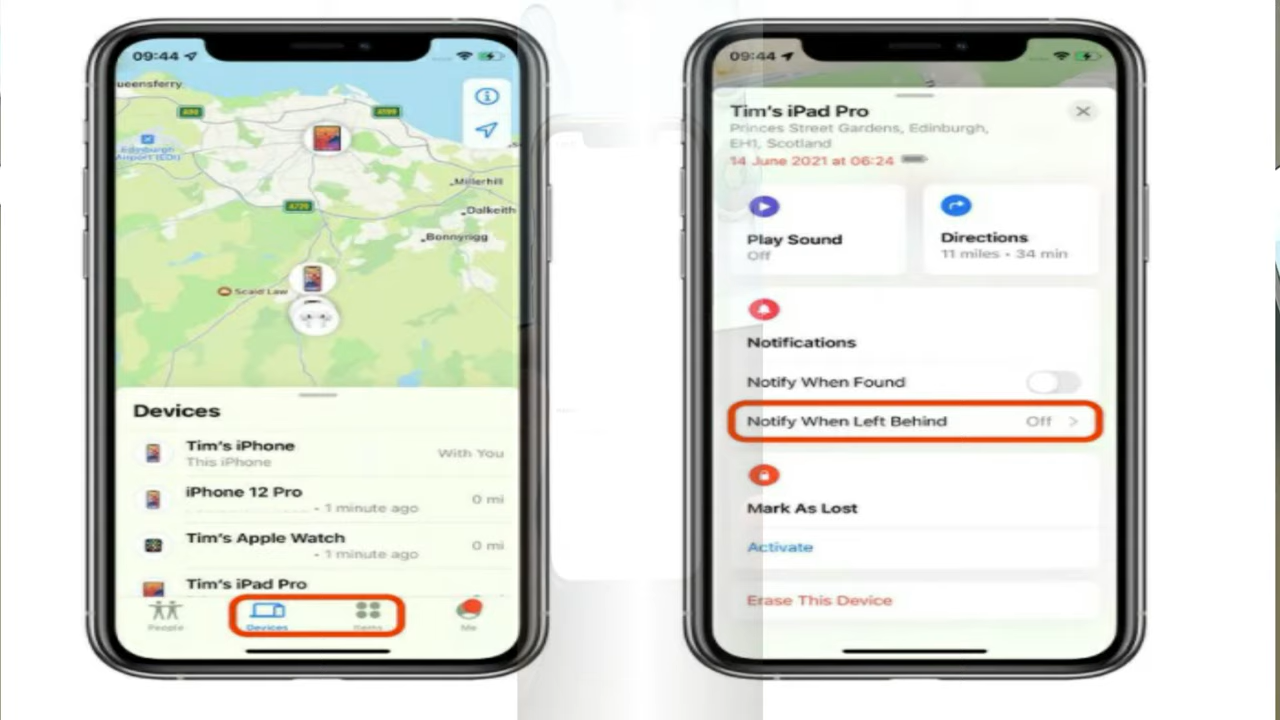 09:44
ueensferry
Edinburgh
Airport (EDI)
A720
Millerhill
Dalkeith
Bonnyrigg
Scald Law
Devices
Tim's iPhone
This iPhone
With You
iPhone 12 Pro
• 1 minute ago
0 mi
Tim's Apple Watch
• 1 minute ago
0 mi
Tim's iPad Pro
People
Devices
Items
Me
09:44
Tim's iPad Pro
Princes Street Gardens, Edinburgh,
EH1, Scotland
14 June 2021 at 06:24
Play Sound
Off
Directions
11 miles • 34 min
Notifications
Notify When Found
Notify When Left Behind
Off
Mark As Lost
Activate
Erase This Device